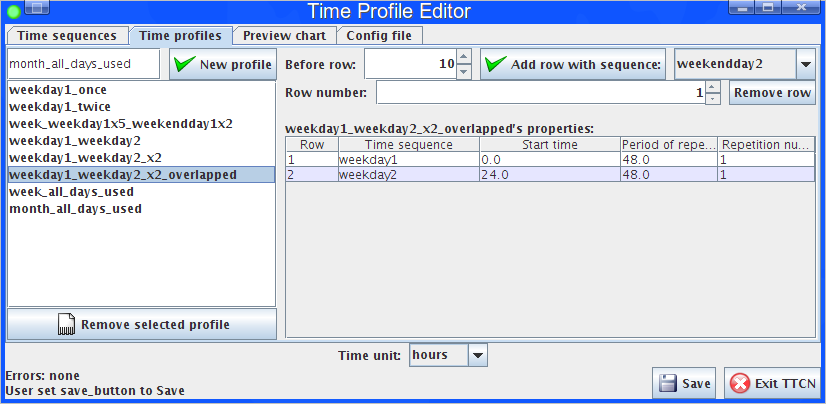 Time Profile Editor
Time sequences Time profiles Preview chart Config file
month_all_days_used New profile Before row: 10 Add row with sequence: weekendday2
Row number: 1 Remove row
weekday1_once
weekday1_twice
week_weekday1x5_weekendday1x2
weekday1_weekday2
weekday1_weekday2_x2
weekday1_weekday2_x2_overlapped
week_all_days_used
month_all_days_used
Remove selected profile
weekday1_weekday2_x2_overlapped's properties:
Row Time sequence Start time Period of repe... Repetition nu...
1 weekday1 0.0 48.0 1
2 weekday2 24.0 48.0 1
Time unit: hours
Errors: none
User set save_button to Save
Save Exit TTCN